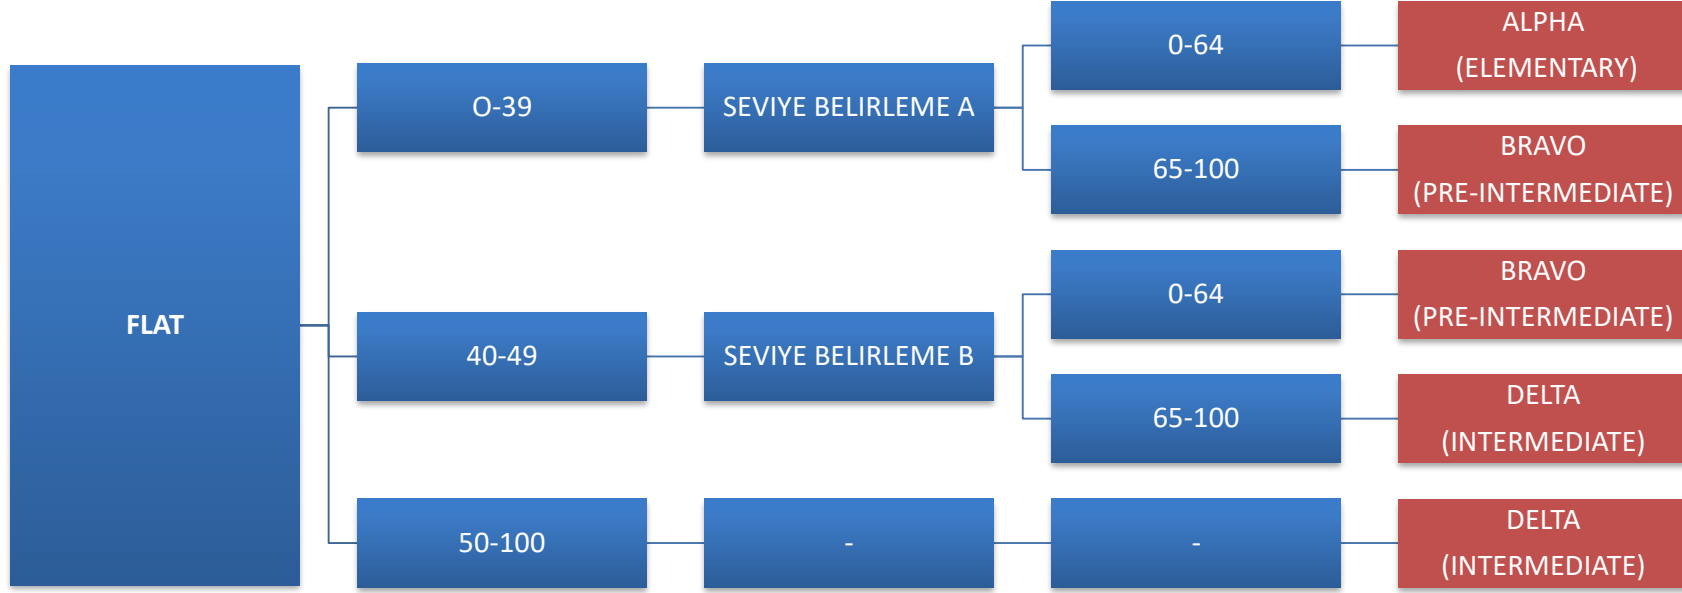 FLAT
O-39
SEVIYE BELIRLEME A
0-64
ALPHA
(ELEMENTARY)
65-100
BRAVO
(PRE-INTERMEDIATE)
40-49
SEVIYE BELIRLEME B
0-64
BRAVO
(PRE-INTERMEDIATE)
65-100
DELTA
(INTERMEDIATE)
50-100
-
-
DELTA
(INTERMEDIATE)